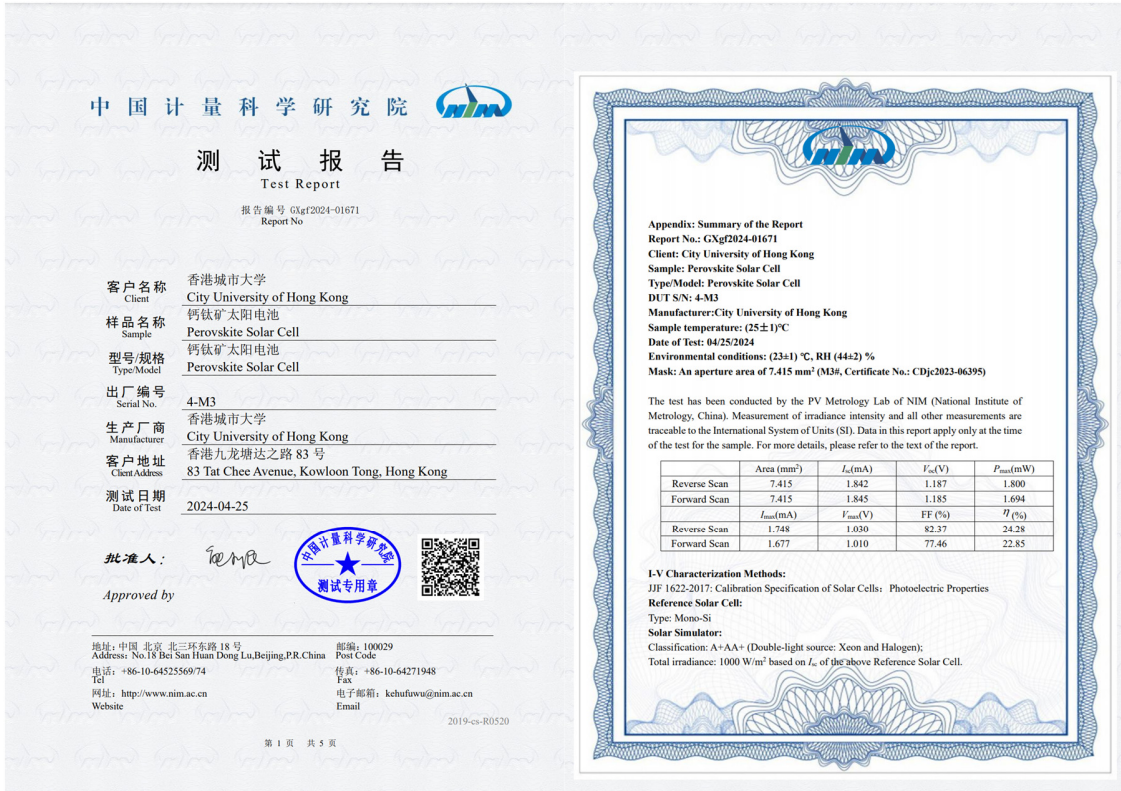 中国计量科学研究院
NIM
测试报告
Test Report
报告编号 GXgf2024-01671
Report No
客户名称 香港城市大学
Client City University of Hong Kong
样品名称 钙钛矿太阳电池
Sample Perovskite Solar Cell
型号/规格 钙钛矿太阳电池
Type/Model Perovskite Solar Cell
出厂编号
Serial No. 4-M3
生产厂商 香港城市大学
Manufacturer City University of Hong Kong
客户地址 香港九龙塘达之路 83 号
Client Address 83 Tat Chee Avenue, Kowloon Tong, Hong Kong
测试日期
Date of Test 2024-04-25
批准人：
Approved by
中国计量科学研究院
测试专用章
地址：中国 北京 北三环东路 18 号 邮编：100029
Address: No.18 Bei San Huan Dong Lu,Beijing,P.R.China Post Code
电话：+86-10-64525569/74 传真：+86-10-64271948
Tel Fax
网址：http://www.nim.ac.cn 电子邮箱：kehufuwu@nim.ac.cn
Website Email
2019-cs-R0520
第 1 页 共 5 页
NIM
Appendix: Summary of the Report
Report No.: GXgf2024-01671
Client: City University of Hong Kong
Sample: Perovskite Solar Cell
Type/Model: Perovskite Solar Cell
DUT S/N: 4-M3
Manufacturer:City University of Hong Kong
Sample temperature: (25±1)℃
Date of Test: 04/25/2024
Environmental conditions: (23±1) ℃, RH (44±2) %
Mask: An aperture area of 7.415 mm² (M3#, Certificate No.: CDjc2023-06395)
The test has been conducted by the PV Metrology Lab of NIM (National Institute of
Metrology, China). Measurement of irradiance intensity and all other measurements are
traceable to the International System of Units (SI). Data in this report apply only at the time
of the test for the sample. For more details, please refer to the text of the report.
Area (mm²) Isc(mA) Voc(V) Pmax(mW)
Reverse Scan 7.415 1.842 1.187 1.800
Forward Scan 7.415 1.845 1.185 1.694
Imax(mA) Vmax(V) FF (%) η (%)
Reverse Scan 1.748 1.030 82.37 24.28
Forward Scan 1.677 1.010 77.46 22.85
I-V Characterization Methods:
JJF 1622-2017: Calibration Specification of Solar Cells：Photoelectric Properties
Reference Solar Cell:
Type: Mono-Si
Solar Simulator:
Classification: A+AA+ (Double-light source: Xeon and Halogen);
Total irradiance: 1000 W/m² based on Isc of the above Reference Solar Cell.